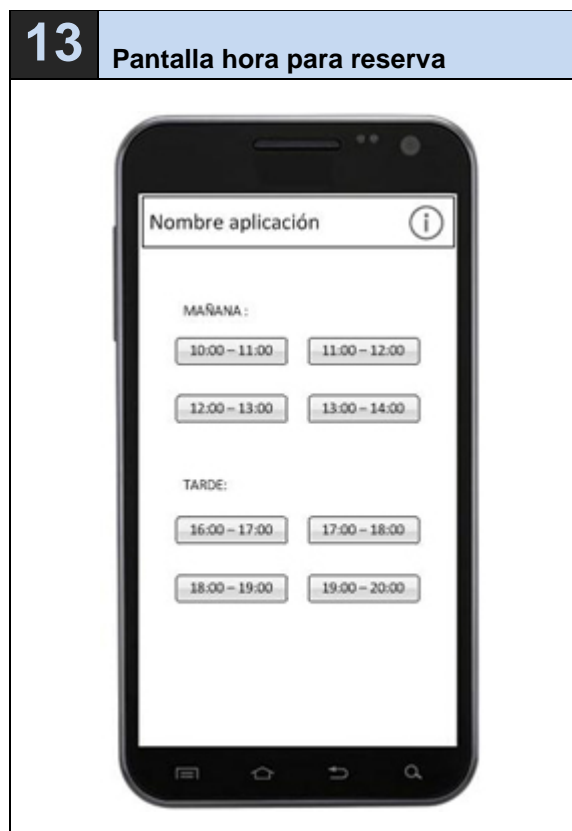 13 Pantalla hora para reserva
Nombre aplicación
MAÑANA :
10:00 – 11:00 11:00 – 12:00
12:00 – 13:00 13:00 – 14:00
TARDE:
16:00 – 17:00 17:00 – 18:00
18:00 – 19:00 19:00 – 20:00